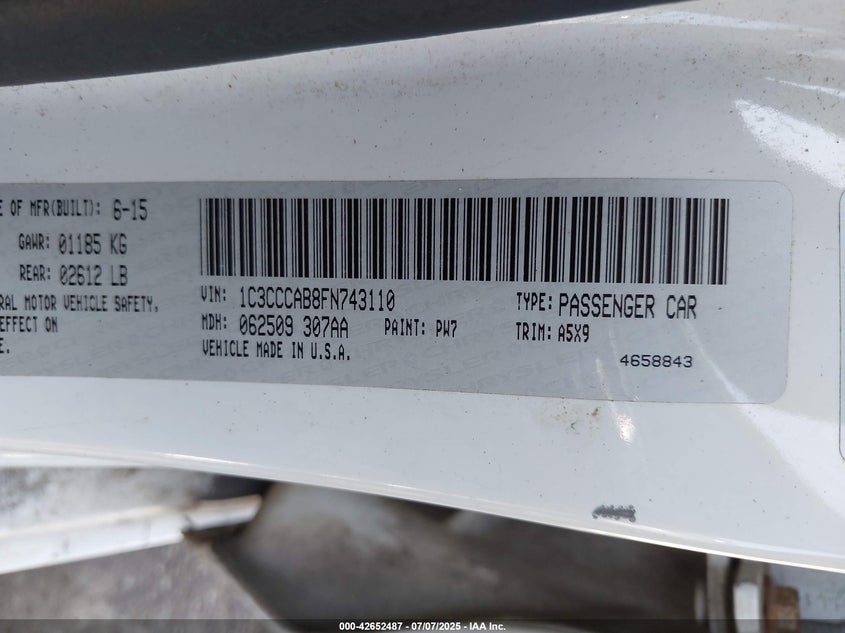 E OF MFR(BUILT): 6-15
GAWR: 01185 KG
REAR: 02612 LB
RAL MOTOR VEHICLE SAFETY,
EFFECT ON
E.
VIN: 1C3CCCAB8FN743110
TYPE: PASSENGER CAR
MDH: 062509 307AA PAINT: PW7
TRIM: A5X9
VEHICLE MADE IN U.S.A.
4658843
000-42652487 - 07/07/2025 - IAA Inc.